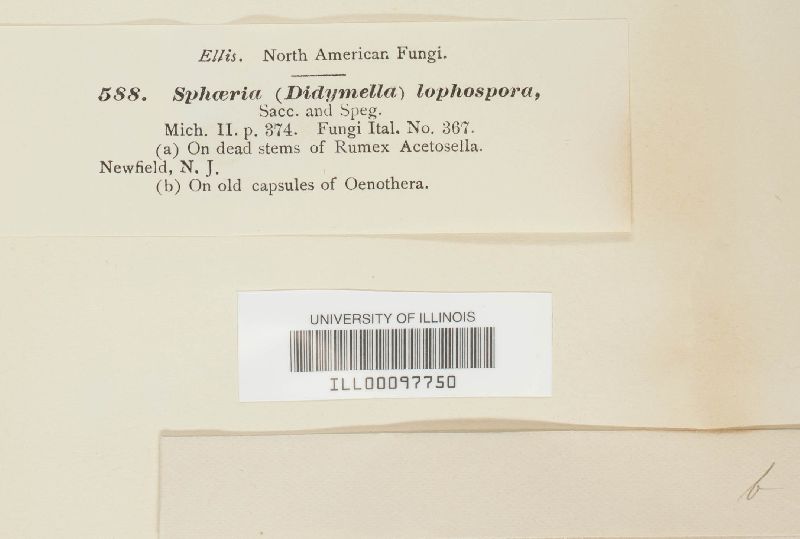 Ellis. North American Fungi.
588. Sphæria (Didymella) lophospora,
Sacc. and Speg.
Mich. II. p. 374. Fungi Ital. No. 367.
(a) On dead stems of Rumex Acetosella.
Newfield, N. J.
(b) On old capsules of Oenothera.
UNIVERSITY OF ILLINOIS
ILL00097750
b